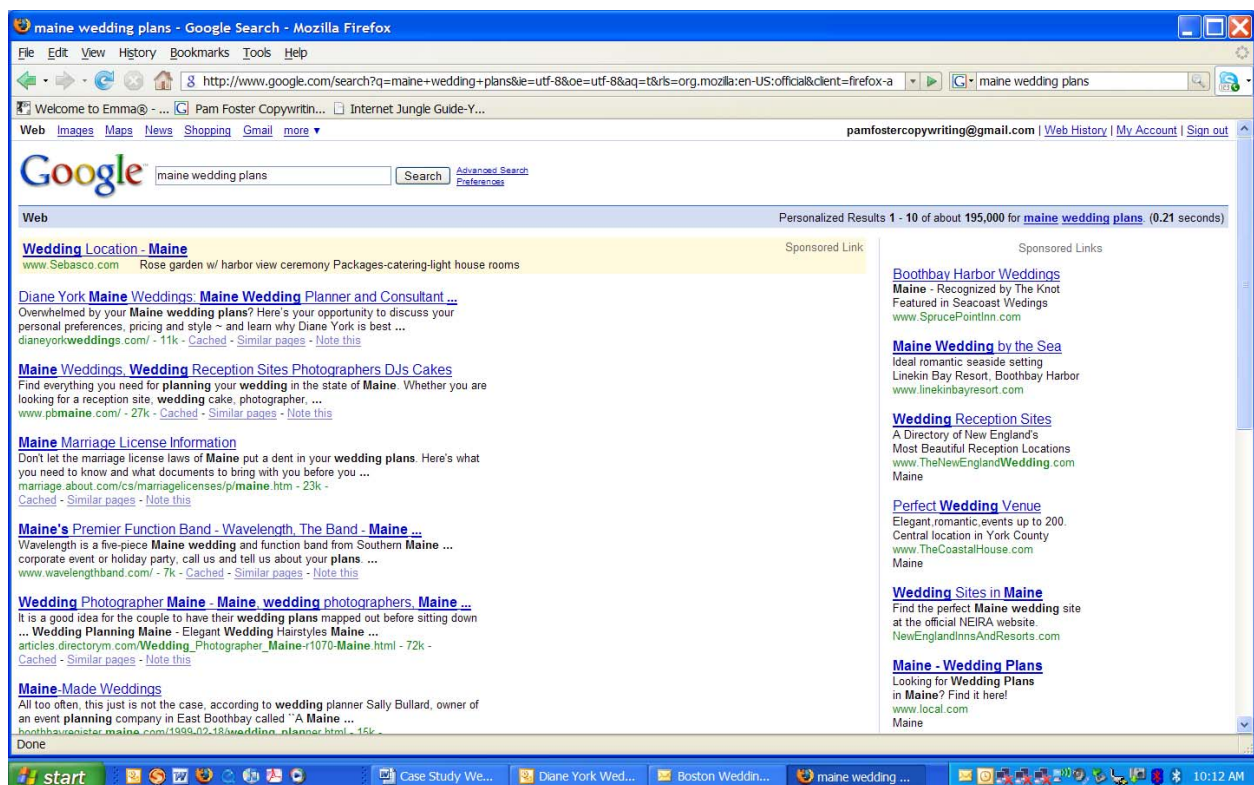 maine wedding plans - Google Search - Mozilla Firefox
File Edit View History Bookmarks Tools Help
http://www.google.com/search?q=maine+wedding+plans&ie=utf-8&oe=utf-8&aq=t&rls=org.mozilla:en-US:official&client=firefox-a
G maine wedding plans
Welcome to Emma® - ... Pam Foster Copywritin... Internet Jungle Guide-Y...
Web Images Maps News Shopping Gmail more ▼
pamfostercopywriting@gmail.com | Web History | My Account | Sign out
Google™
maine wedding plans
Search
Advanced Search
Preferences
Web
Personalized Results 1 - 10 of about 195,000 for maine wedding plans. (0.21 seconds)
Wedding Location - Maine
Sponsored Link
www.Sebasco.com Rose garden w/ harbor view ceremony Packages-catering-light house rooms
Diane York Maine Weddings: Maine Wedding Planner and Consultant ...
Overwhelmed by your Maine wedding plans? Here's your opportunity to discuss your
personal preferences, pricing and style ~ and learn why Diane York is best ...
dianeyorkweddings.com/ - 11k - Cached - Similar pages - Note this
Maine Weddings, Wedding Reception Sites Photographers DJs Cakes
Find everything you need for planning your wedding in the state of Maine. Whether you are
looking for a reception site, wedding cake, photographer, ...
www.pbmaine.com/ - 27k - Cached - Similar pages - Note this
Maine Marriage License Information
Don't let the marriage license laws of Maine put a dent in your wedding plans. Here's what
you need to know and what documents to bring with you before you ...
marriage.about.com/cs/marriagelicenses/p/maine.htm - 23k -
Cached - Similar pages - Note this
Maine's Premier Function Band - Wavelength, The Band - Maine ...
Wavelength is a five-piece Maine wedding and function band from Southern Maine ...
corporate event or holiday party, call us and tell us about your plans. ...
www.wavelengthband.com/ - 7k - Cached - Similar pages - Note this
Wedding Photographer Maine - Maine, wedding photographers, Maine ...
It is a good idea for the couple to have their wedding plans mapped out before sitting down
... Wedding Planning Maine - Elegant Wedding Hairstyles Maine ...
articles.directorym.com/Wedding_Photographer_Maine-r1070-Maine.html - 72k -
Cached - Similar pages - Note this
Maine-Made Weddings
All too often, this just is not the case, according to wedding planner Sally Bullard, owner of
an event planning company in East Boothbay called ``A Maine ...
boothbayregister.maine.com/1999-02-18/wedding_planner.html - 15k -
Sponsored Links
Boothbay Harbor Weddings
Maine - Recognized by The Knot
Featured in Seacoast Wedings
www.SprucePointInn.com
Maine Wedding by the Sea
Ideal romantic seaside setting
Linekin Bay Resort, Boothbay Harbor
www.linekinbayresort.com
Wedding Reception Sites
A Directory of New England's
Most Beautiful Reception Locations
www.TheNewEnglandWedding.com
Maine
Perfect Wedding Venue
Elegant,romantic,events up to 200.
Central location in York County
www.TheCoastalHouse.com
Maine
Wedding Sites in Maine
Find the perfect Maine wedding site
at the official NEIRA website.
NewEnglandInnsAndResorts.com
Maine - Wedding Plans
Looking for Wedding Plans
in Maine? Find it here!
www.local.com
Maine
Done
start
Case Study We... Diane York Wed... Boston Weddin... maine wedding ... 10:12 AM